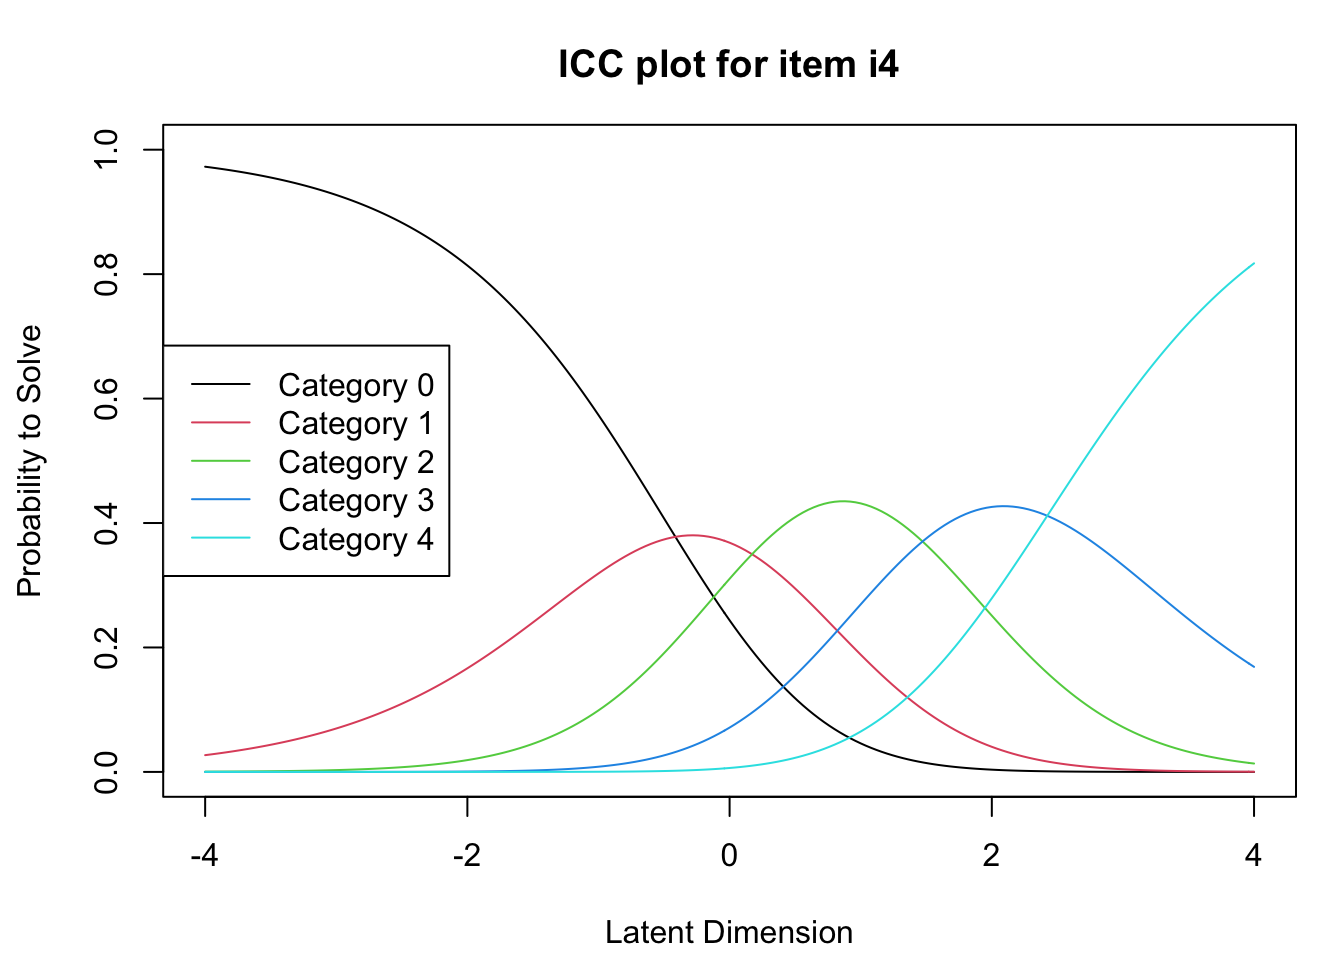 ICC plot for item i4
1.0
0.8
0.6
0.4
0.2
0.0
Probability to Solve
Category 0
Category 1
Category 2
Category 3
Category 4
-4 -2 0 2 4
Latent Dimension